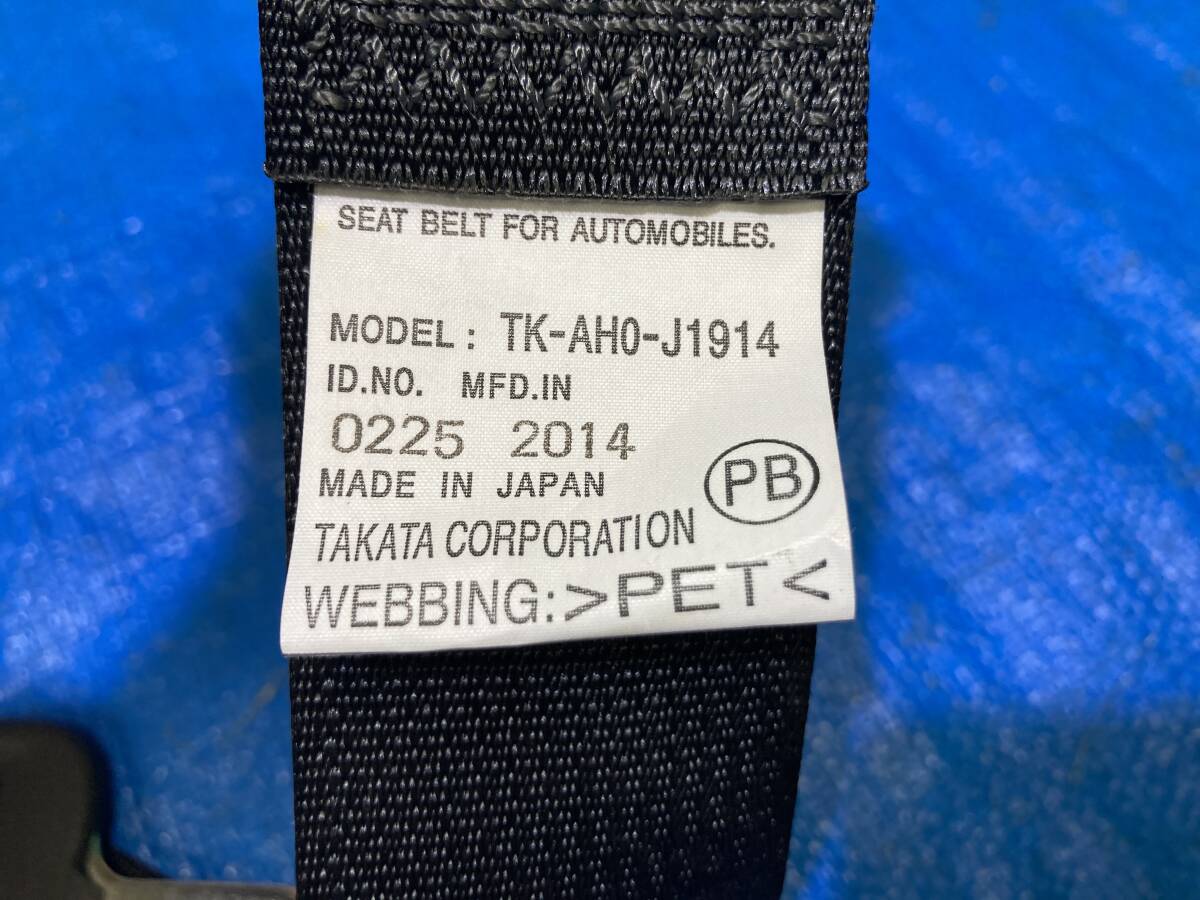 SEAT BELT FOR AUTOMOBILES.
MODEL: TK-AH0-J1914
ID.NO. MFD.IN
0225 2014
MADE IN JAPAN
PB
TAKATA CORPORATION
WEBBING:>PET<